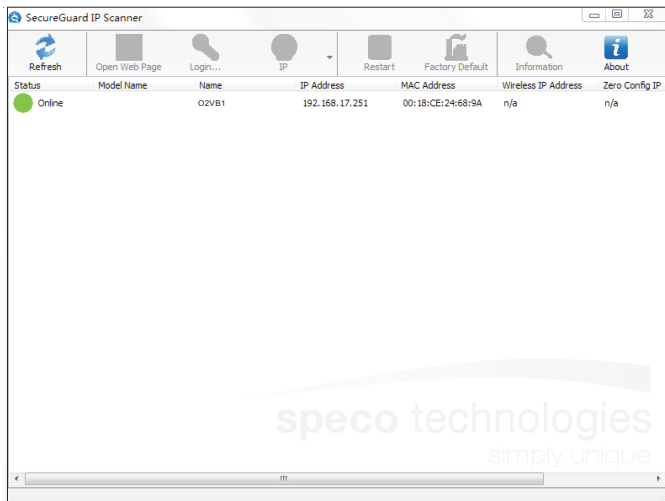 SecureGuard IP Scanner
Refresh Open Web Page Login... IP Restart Factory Default Information About
Status Model Name Name IP Address MAC Address Wireless IP Address Zero Config IP
Online O2VB1 192.168.17.251 00:18:CE:24:68:9A n/a n/a
speco technologies
simply unique